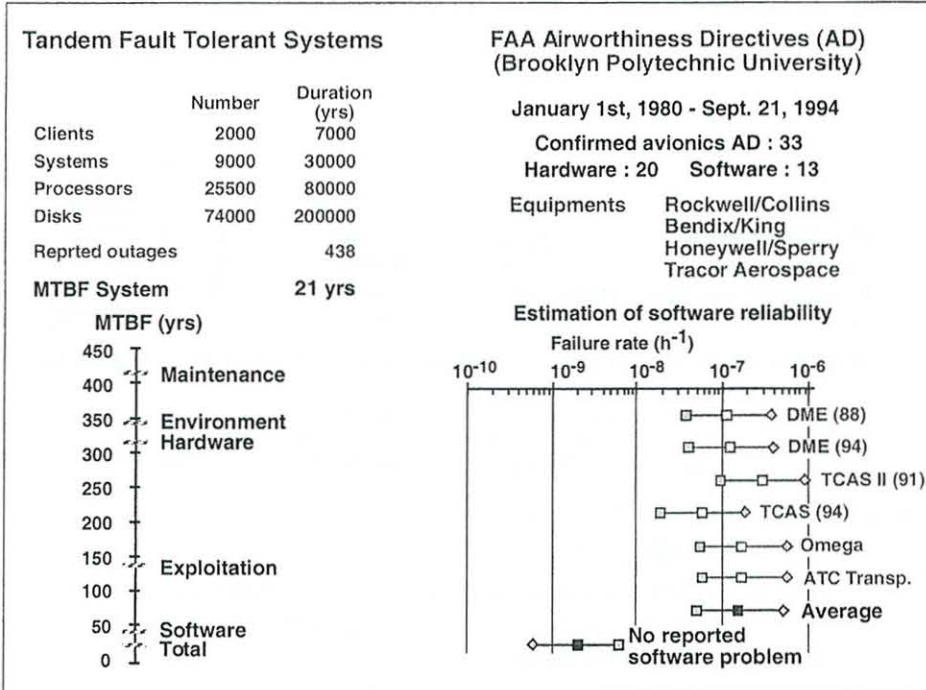 Tandem Fault Tolerant Systems
Number Duration
(yrs)
Clients 2000 7000
Systems 9000 30000
Processors 25500 80000
Disks 74000 200000
Reprted outages 438
MTBF System 21 yrs
MTBF (yrs)
450
Maintenance
400
350 Environment
Hardware
300
250
200
150
Exploitation
100
50
Software
Total
0
FAA Airworthiness Directives (AD)
(Brooklyn Polytechnic University)
January 1st, 1980 - Sept. 21, 1994
Confirmed avionics AD : 33
Hardware : 20 Software : 13
Equipments Rockwell/Collins
Bendix/King
Honeywell/Sperry
Tracor Aerospace
Estimation of software reliability
Failure rate (h⁻¹)
10⁻¹⁰ 10⁻⁹ 10⁻⁸ 10⁻⁷ 10⁻⁶
DME (88)
DME (94)
TCAS II (91)
TCAS (94)
Omega
ATC Transp.
Average
No reported
software problem